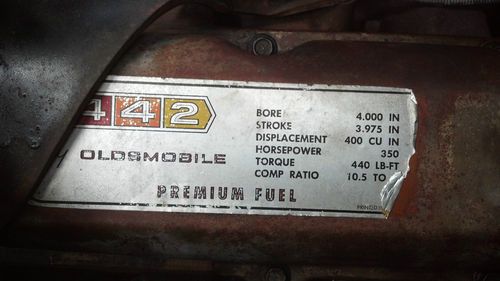 442
OLDSMOBILE
BORE 4.000 IN
STROKE 3.975 IN
DISPLACEMENT 400 CU IN
HORSEPOWER 350
TORQUE 440 LB-FT
COMP RATIO 10.5 TO
PREMIUM FUEL